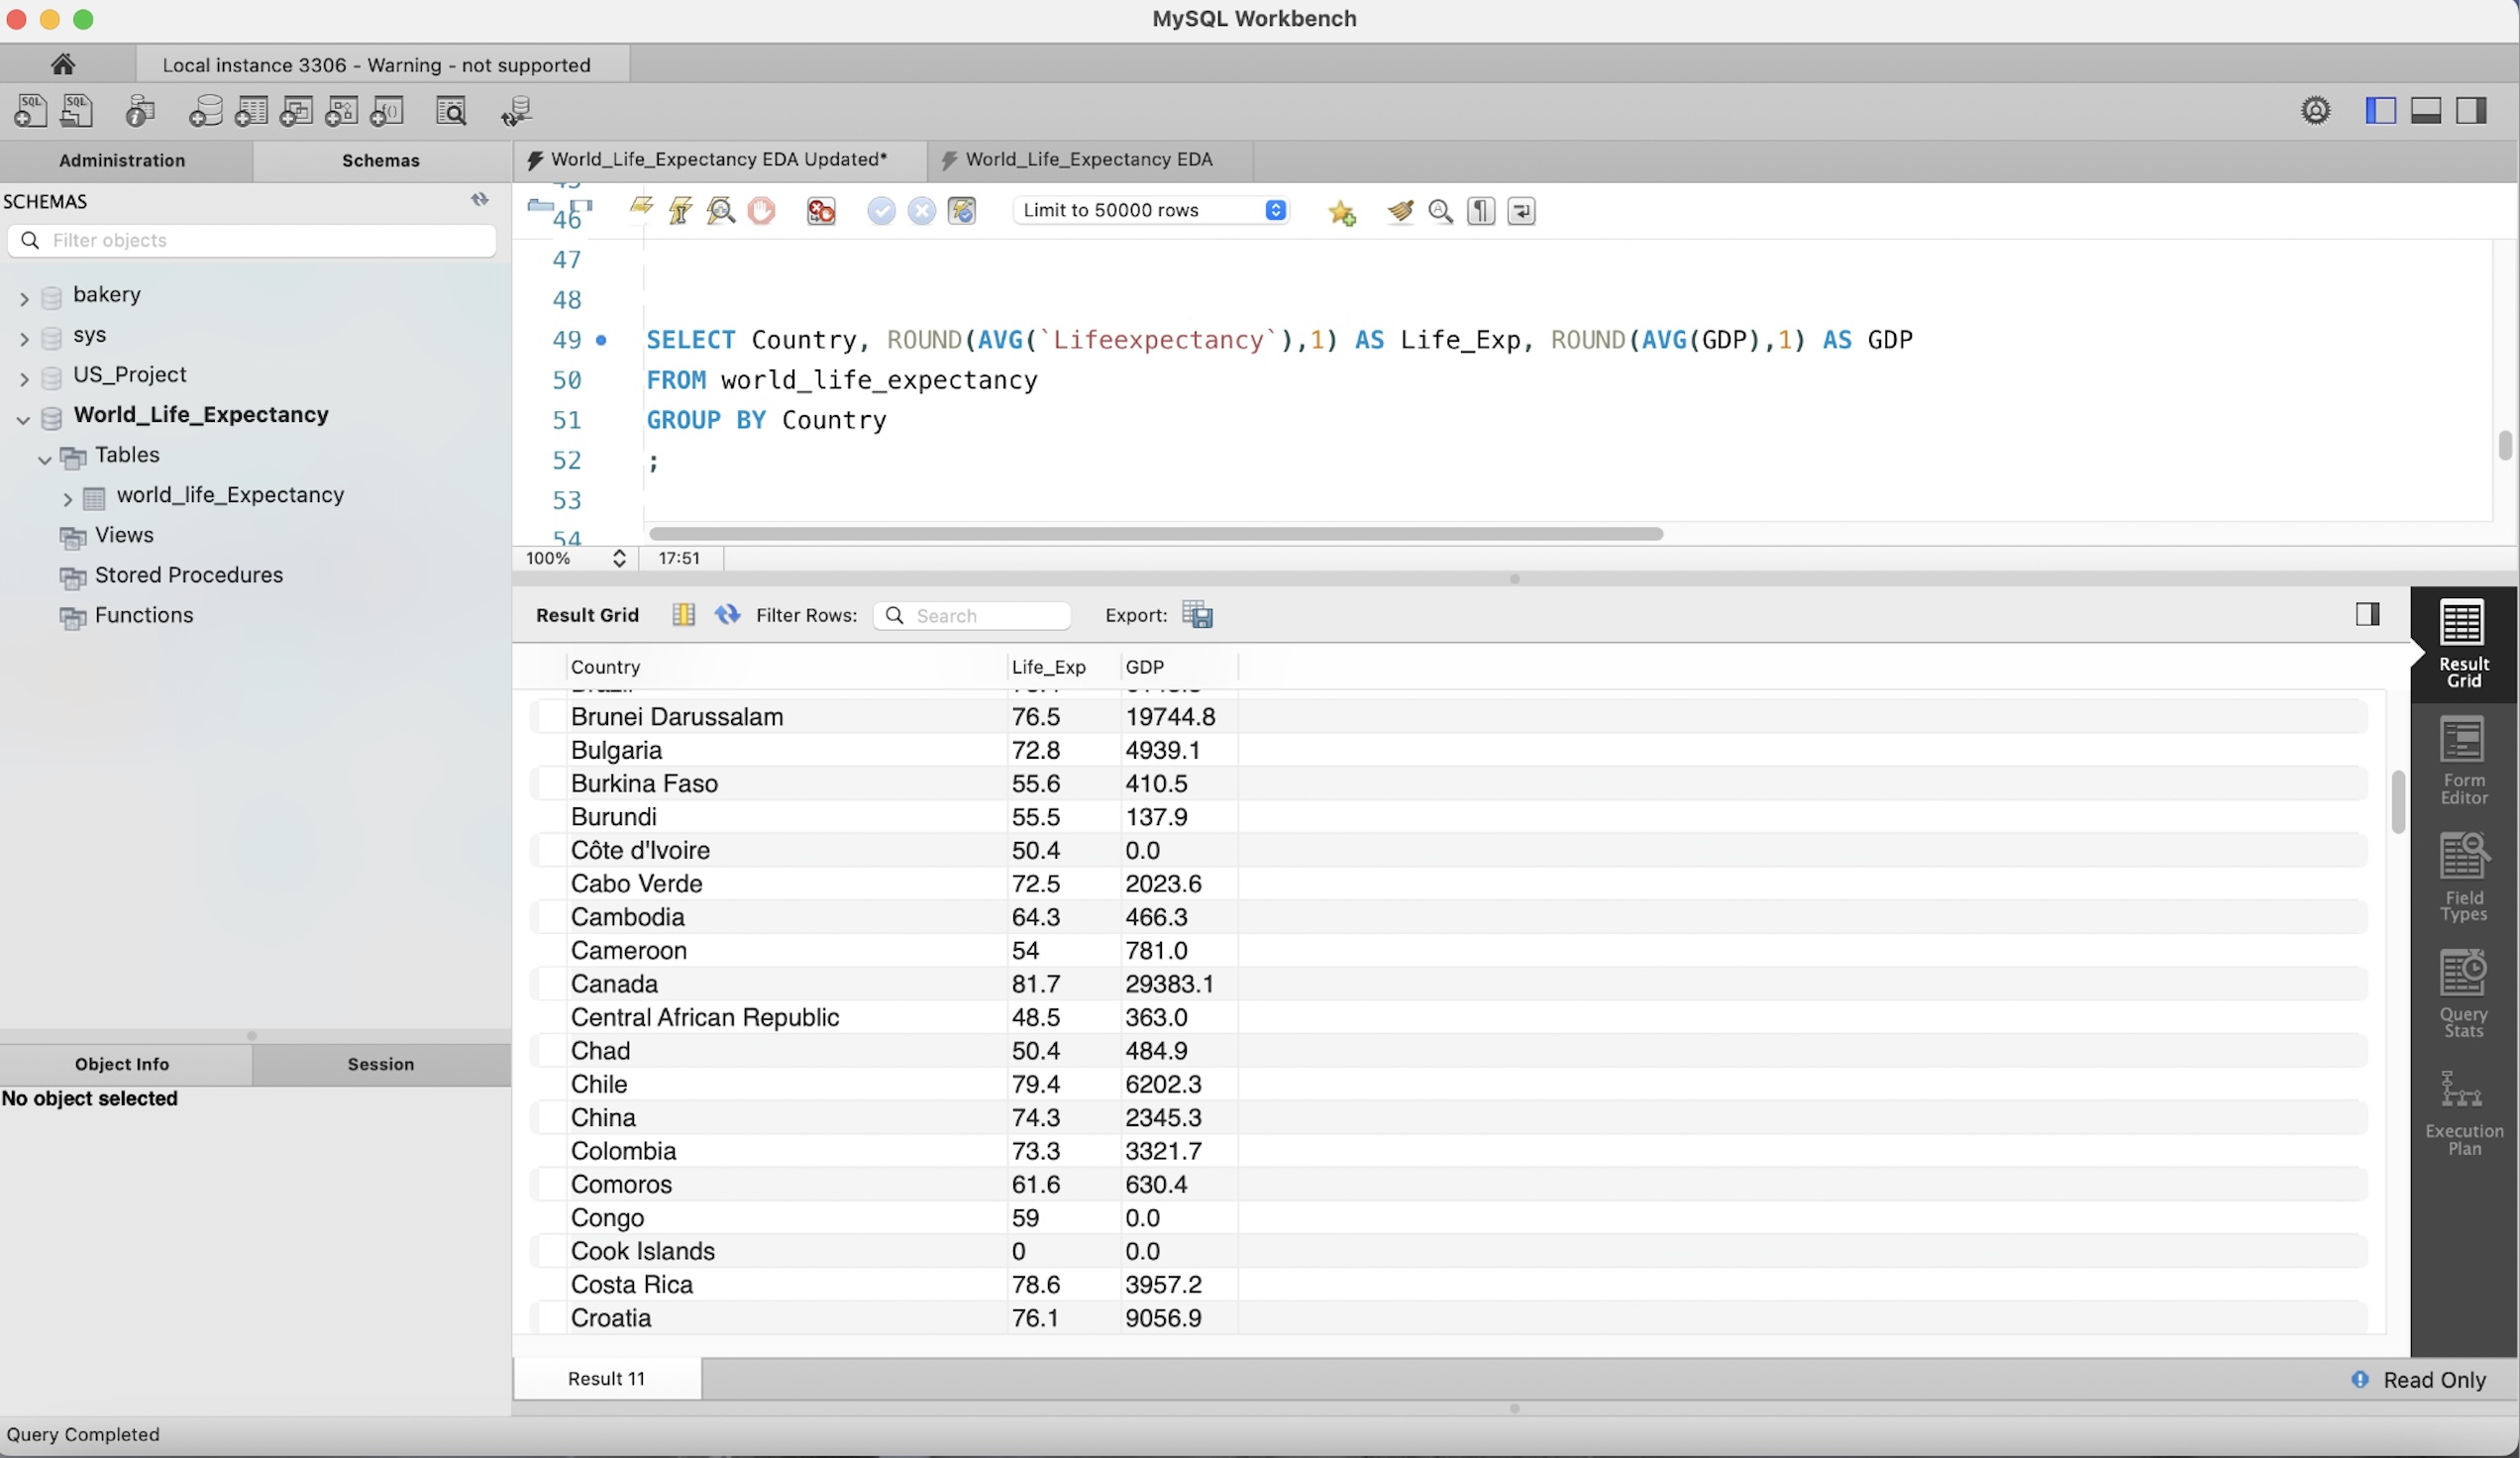 MySQL Workbench
Local instance 3306 - Warning - not supported
SQL SQL
Administration Schemas World_Life_Expectancy EDA Updated* World_Life_Expectancy EDA
SCHEMAS
Filter objects
Limit to 50000 rows
bakery
sys
US_Project
World_Life_Expectancy
Tables
world_life_Expectancy
Views
Stored Procedures
Functions
46
47
48
49 SELECT Country, ROUND(AVG(`Lifeexpectancy`),1) AS Life_Exp, ROUND(AVG(GDP),1) AS GDP
50 FROM world_life_expectancy
51 GROUP BY Country
52 ;
53
54
100% 17:51
Result Grid Filter Rows: Search Export:
Country Life_Exp GDP
Brunei Darussalam 76.5 19744.8
Bulgaria 72.8 4939.1
Burkina Faso 55.6 410.5
Burundi 55.5 137.9
Côte d'Ivoire 50.4 0.0
Cabo Verde 72.5 2023.6
Cambodia 64.3 466.3
Cameroon 54 781.0
Canada 81.7 29383.1
Central African Republic 48.5 363.0
Chad 50.4 484.9
Chile 79.4 6202.3
China 74.3 2345.3
Colombia 73.3 3321.7
Comoros 61.6 630.4
Congo 59 0.0
Cook Islands 0 0.0
Costa Rica 78.6 3957.2
Croatia 76.1 9056.9
Result
Grid
Form
Editor
Field
Types
Query
Stats
Execution
Plan
Object Info Session
No object selected
Result 11
Read Only
Query Completed